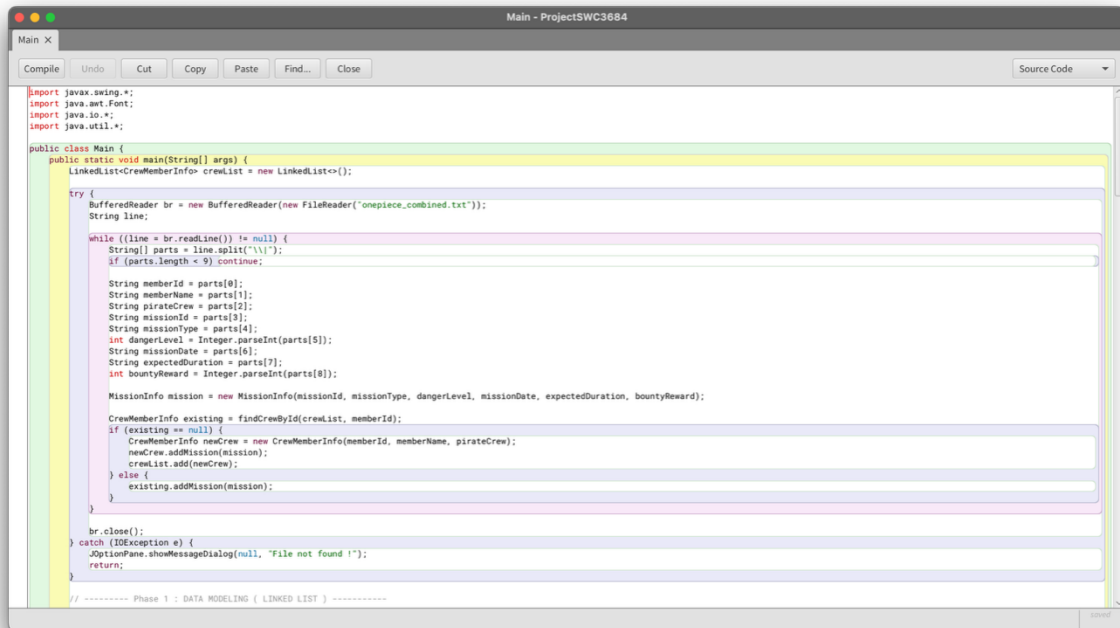 Main - ProjectSWC3684
Main ×
Compile Undo Cut Copy Paste Find... Close Source Code
import javax.swing.*;
import java.awt.Font;
import java.io.*;
import java.util.*;
public class Main {
public static void main(String[] args) {
LinkedList<CrewMemberInfo> crewList = new LinkedList<>();
try {
BufferedReader br = new BufferedReader(new FileReader("onepiece_combined.txt"));
String line;
while ((line = br.readLine()) != null) {
String[] parts = line.split("\\|");
if (parts.length < 9) continue;
String memberId = parts[0];
String memberName = parts[1];
String pirateCrew = parts[2];
String missionId = parts[3];
String missionType = parts[4];
int dangerLevel = Integer.parseInt(parts[5]);
String missionDate = parts[6];
String expectedDuration = parts[7];
int bountyReward = Integer.parseInt(parts[8]);
MissionInfo mission = new MissionInfo(missionId, missionType, dangerLevel, missionDate, expectedDuration, bountyReward);
CrewMemberInfo existing = findCrewById(crewList, memberId);
if (existing == null) {
CrewMemberInfo newCrew = new CrewMemberInfo(memberId, memberName, pirateCrew);
newCrew.addMission(mission);
crewList.add(newCrew);
} else {
existing.addMission(mission);
}
}
br.close();
} catch (IOException e) {
JOptionPane.showMessageDialog(null, "File not found !");
return;
}
// --------- Phase 1 : DATA MODELING ( LINKED LIST ) -----------
saved